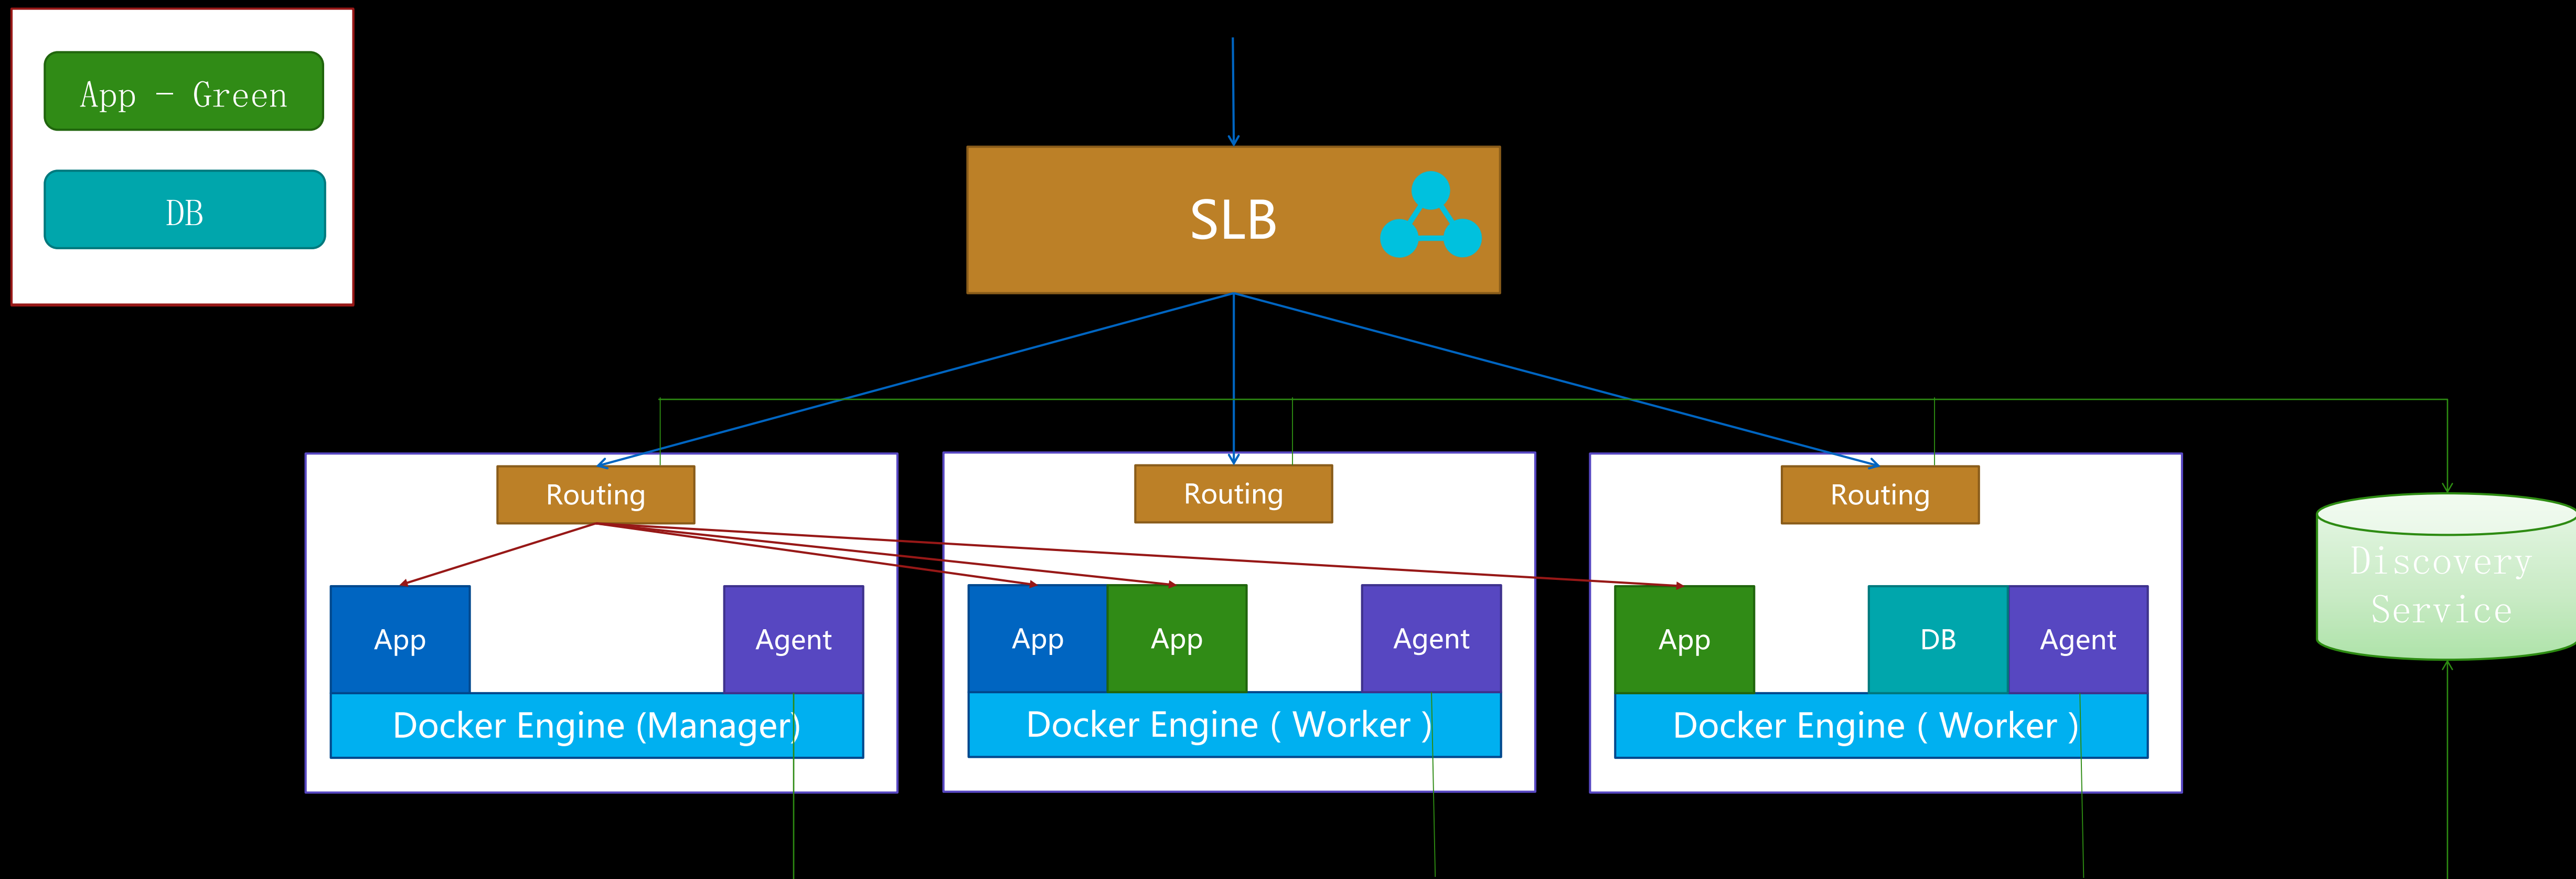 App - Green
DB
SLB
Routing
Routing
Routing
App
Agent
App
App
Agent
App
DB
Agent
Docker Engine (Manager)
Docker Engine ( Worker )
Docker Engine ( Worker )
Discovery
Service